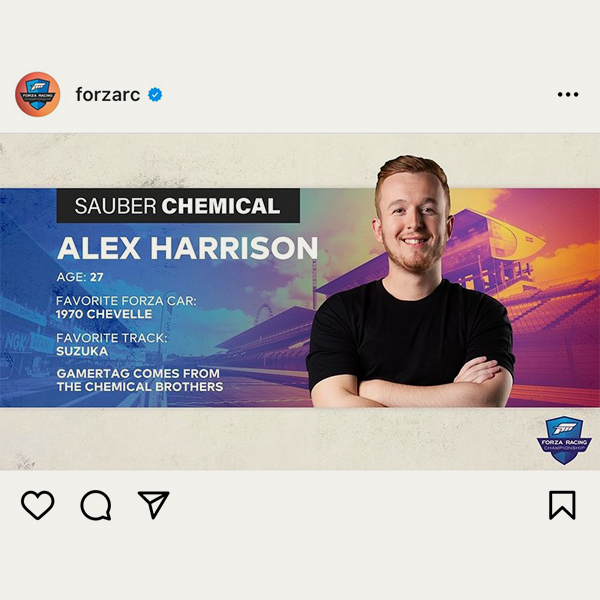 forzarc
SAUBER CHEMICAL
ALEX HARRISON
AGE: 27
FAVORITE FORZA CAR:
1970 CHEVELLE
FAVORITE TRACK:
SUZUKA
GAMERTAG COMES FROM
THE CHEMICAL BROTHERS
NGK
FORZA RACING
CHAMPIONSHIP